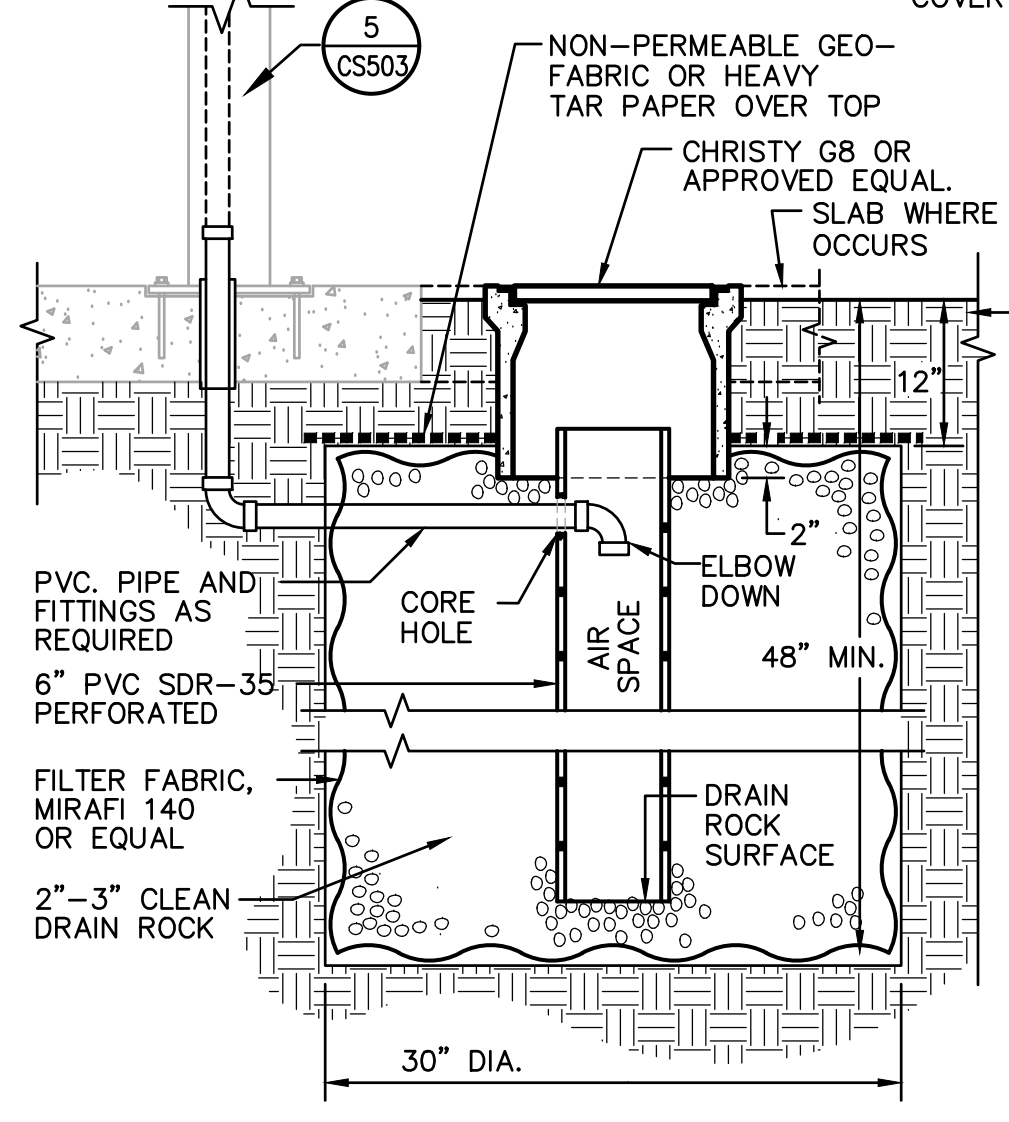 COVER
5
CS503
NON-PERMEABLE GEO-
FABRIC OR HEAVY
TAR PAPER OVER TOP
CHRISTY G8 OR
APPROVED EQUAL.
SLAB WHERE
OCCURS
12"
2"
ELBOW
DOWN
PVC. PIPE AND
FITTINGS AS
REQUIRED
CORE
HOLE
AIR
SPACE
48" MIN.
6" PVC SDR-35
PERFORATED
FILTER FABRIC,
MIRAFI 140
OR EQUAL
DRAIN
ROCK
SURFACE
2"-3" CLEAN
DRAIN ROCK
30" DIA.